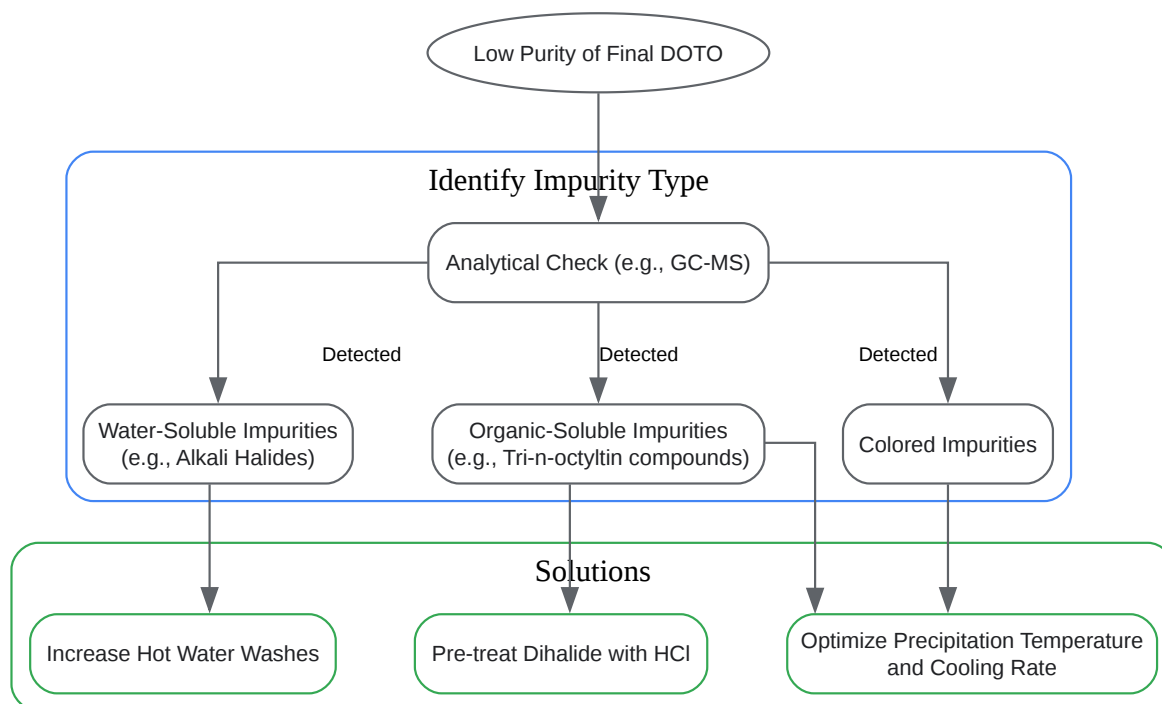 Low Purity of Final DOTO
Identify Impurity Type
Analytical Check (e.g., GC-MS)
Detected
Detected
Detected
Water-Soluble Impurities
(e.g., Alkali Halides)
Organic-Soluble Impurities
(e.g., Tri-n-octyltin compounds)
Colored Impurities
Solutions
Increase Hot Water Washes
Pre-treat Dihalide with HCl
Optimize Precipitation Temperature
and Cooling Rate